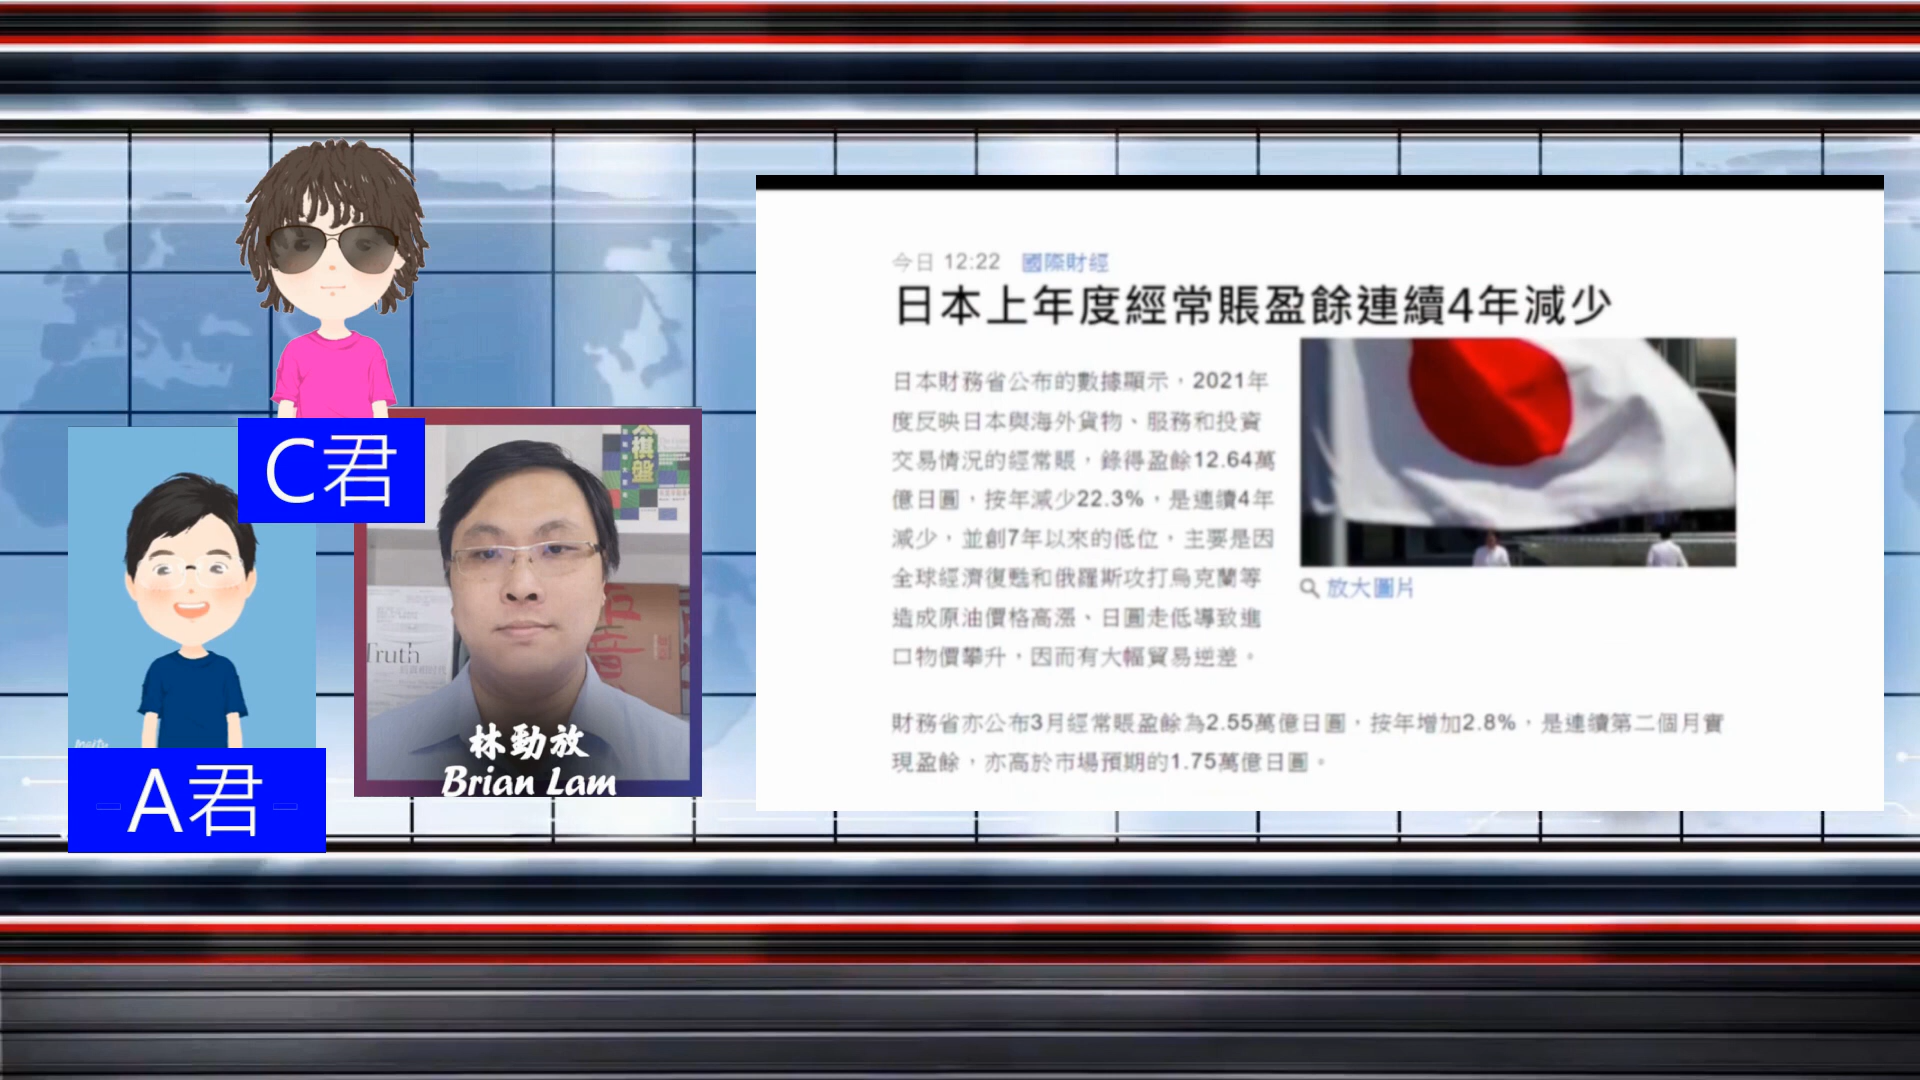 今日 12:22 國際財經
日本上年度經常賬盈餘連續4年減少
日本財務省公布的數據顯示，2021年
度反映日本與海外貨物、服務和投資
交易情況的經常賬，錄得盈餘12.64萬
億日圓，按年減少22.3%，是連續4年
減少，並創7年以來的低位，主要是因
全球經濟復甦和俄羅斯攻打烏克蘭等
造成原油價格高漲、日圓走低導致進
口物價攀升，因而有大幅貿易逆差。
放大圖片
財務省亦公布3月經常賬盈餘為2.55萬億日圓，按年增加2.8%，是連續第二個月實
現盈餘，亦高於市場預期的1.75萬億日圓。
C君
A君
棋盤
Truth
林勁放
Brian Lam